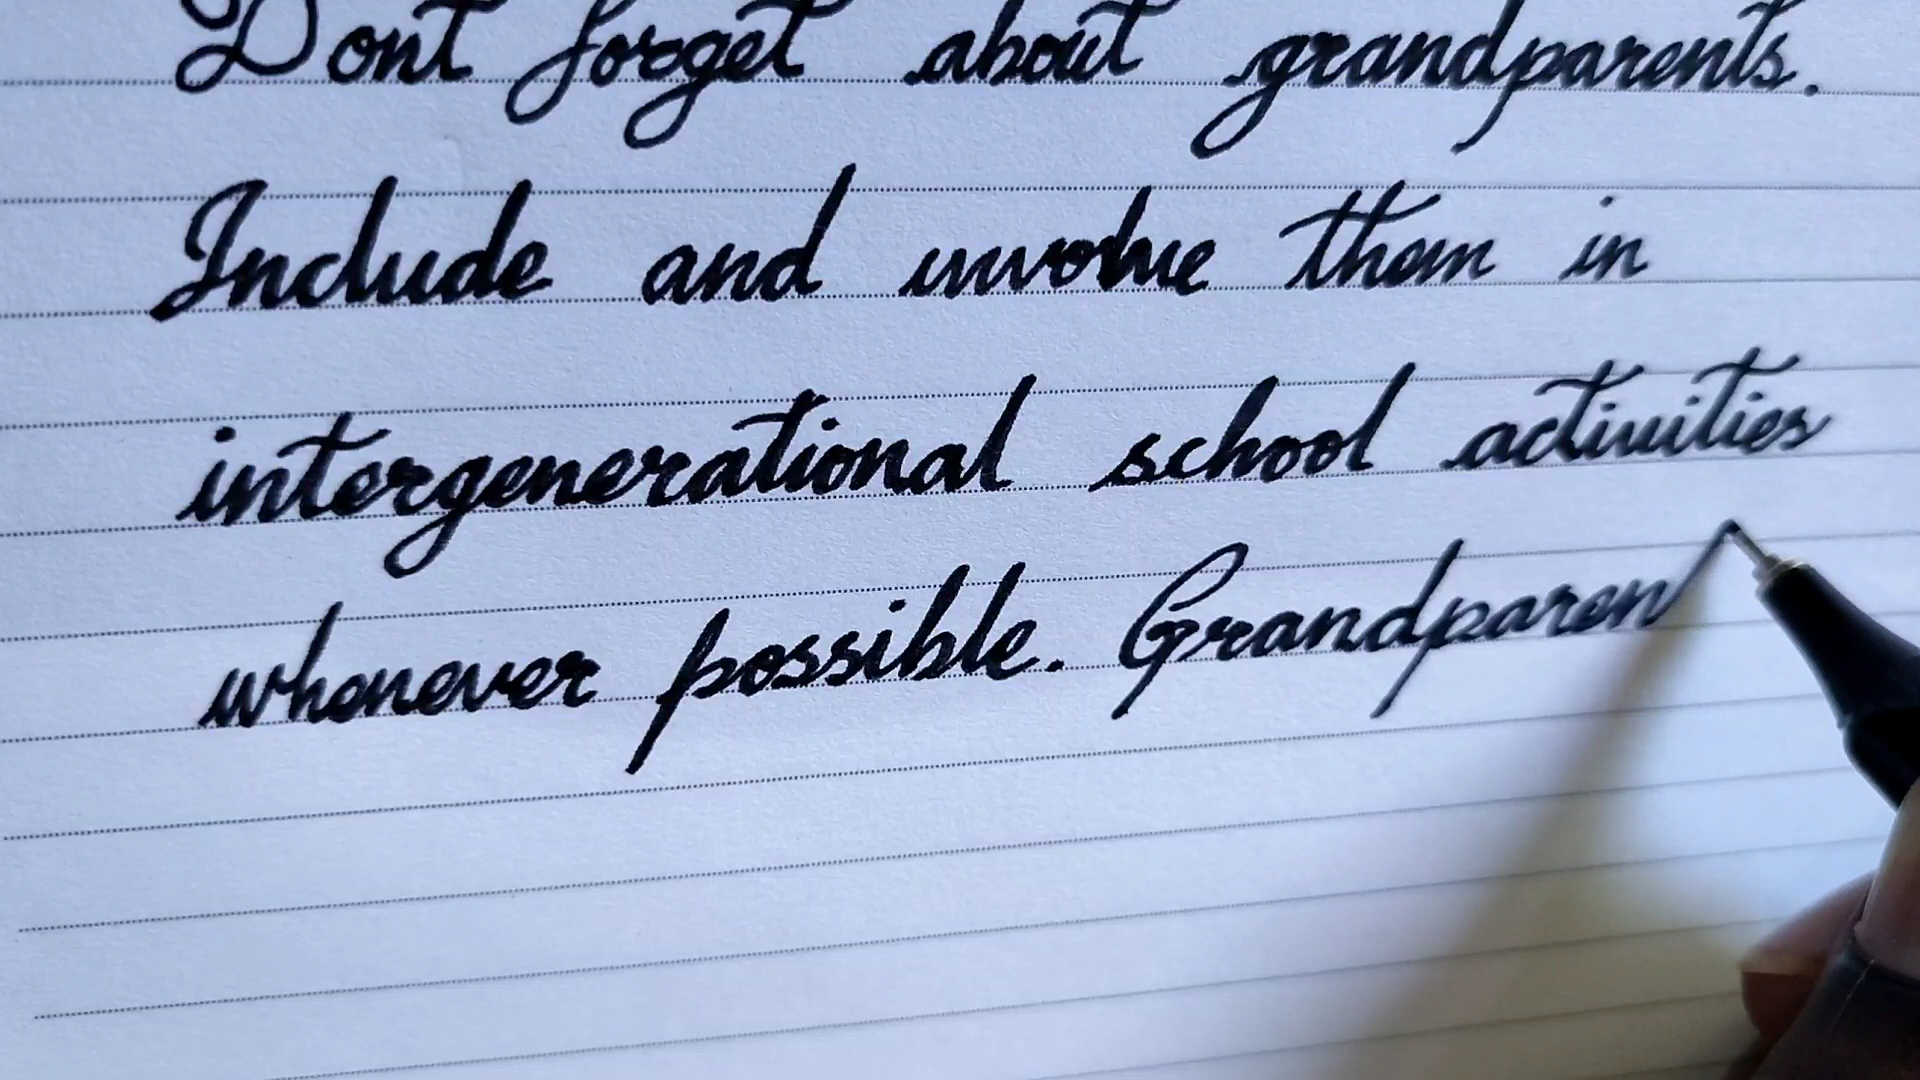 Dont forget about grandparents.
Include and involve them in
intergenerational school activities
whenever possible. Grandparen